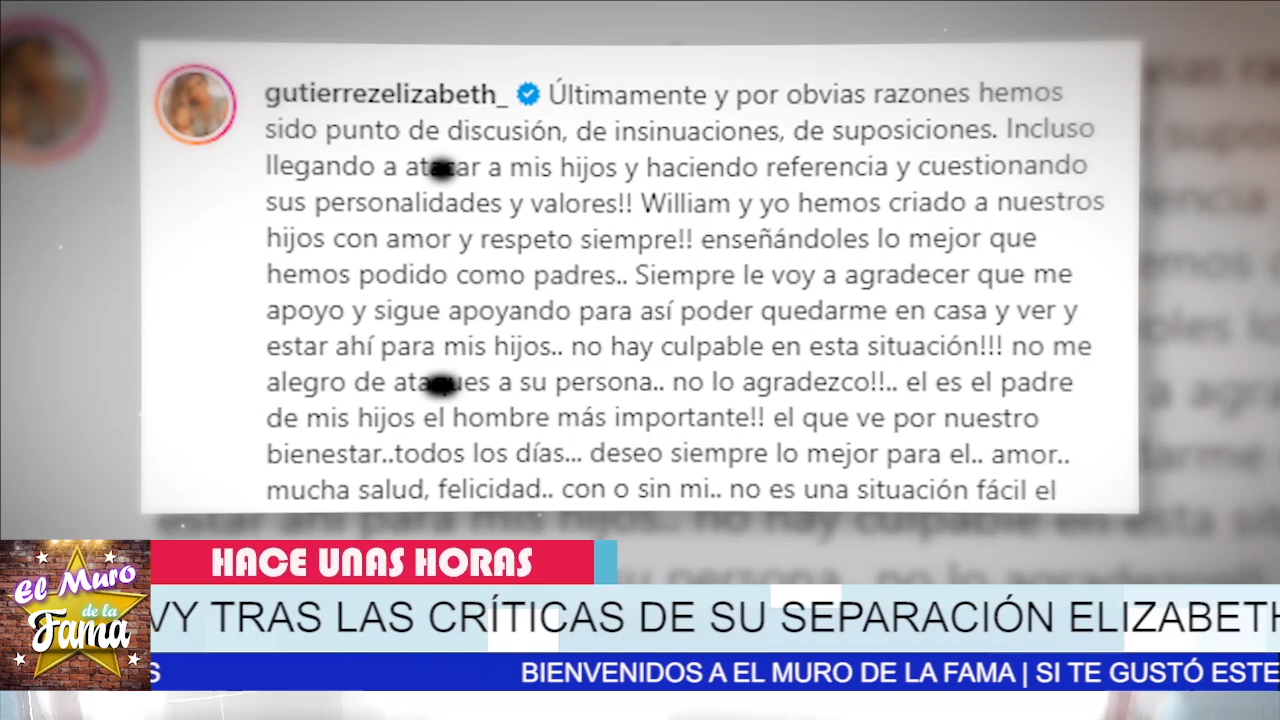 gutierrezelizabeth_ Últimamente y por obvias razones hemos
sido punto de discusión, de insinuaciones, de suposiciones. Incluso
llegando a atacar a mis hijos y haciendo referencia y cuestionando
sus personalidades y valores!! William y yo hemos criado a nuestros
hijos con amor y respeto siempre!! enseñándoles lo mejor que
hemos podido como padres.. Siempre le voy a agradecer que me
apoyo y sigue apoyando para así poder quedarme en casa y ver y
estar ahí para mis hijos.. no hay culpable en esta situación!!! no me
alegro de ataques a su persona.. no lo agradezco!!.. el es el padre
de mis hijos el hombre más importante!! el que ve por nuestro
bienestar..todos los días... deseo siempre lo mejor para el.. amor..
mucha salud, felicidad.. con o sin mi.. no es una situación fácil el
HACE UNAS HORAS
El Muro
de la
Fama
VY TRAS LAS CRÍTICAS DE SU SEPARACIÓN ELIZABETH
S BIENVENIDOS A EL MURO DE LA FAMA | SI TE GUSTÓ ESTE